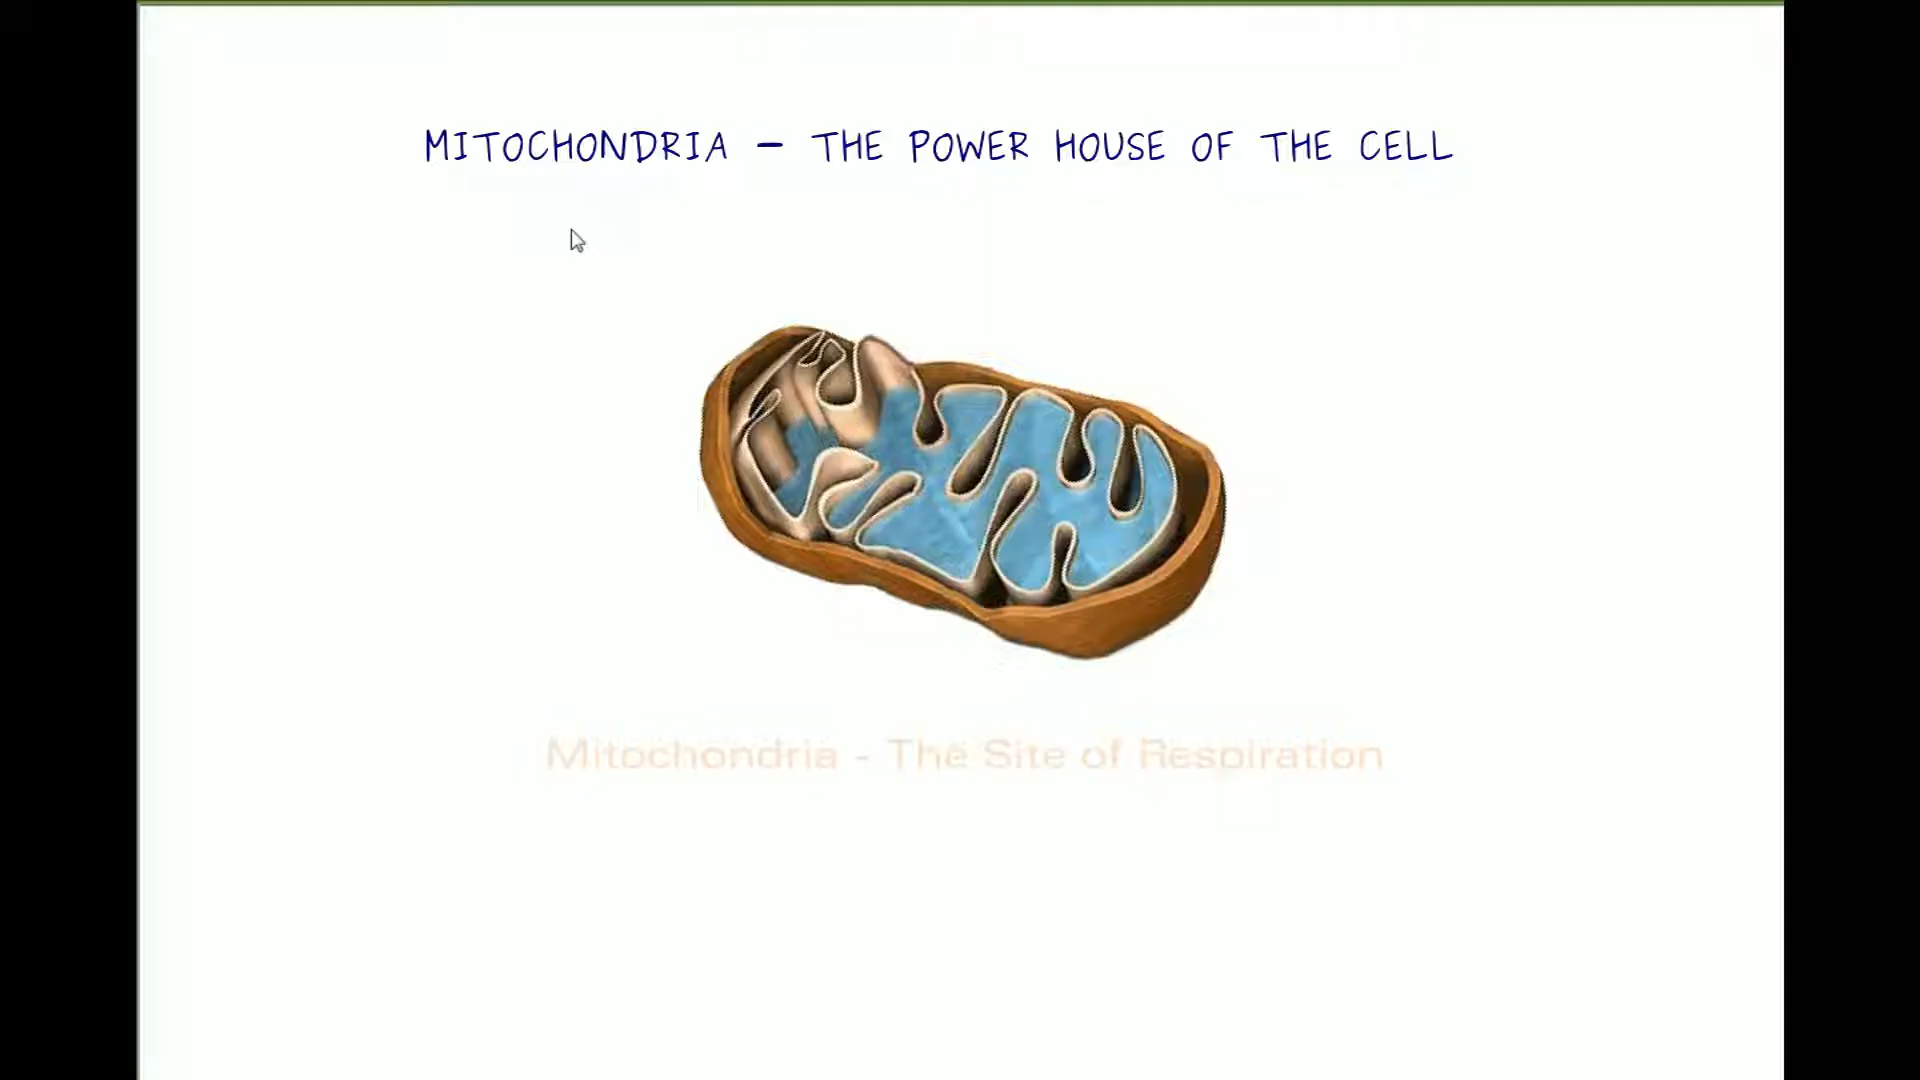 MITOCHONDRIA – THE POWER HOUSE OF THE CELL
Mitochondria - The Site of Respiration